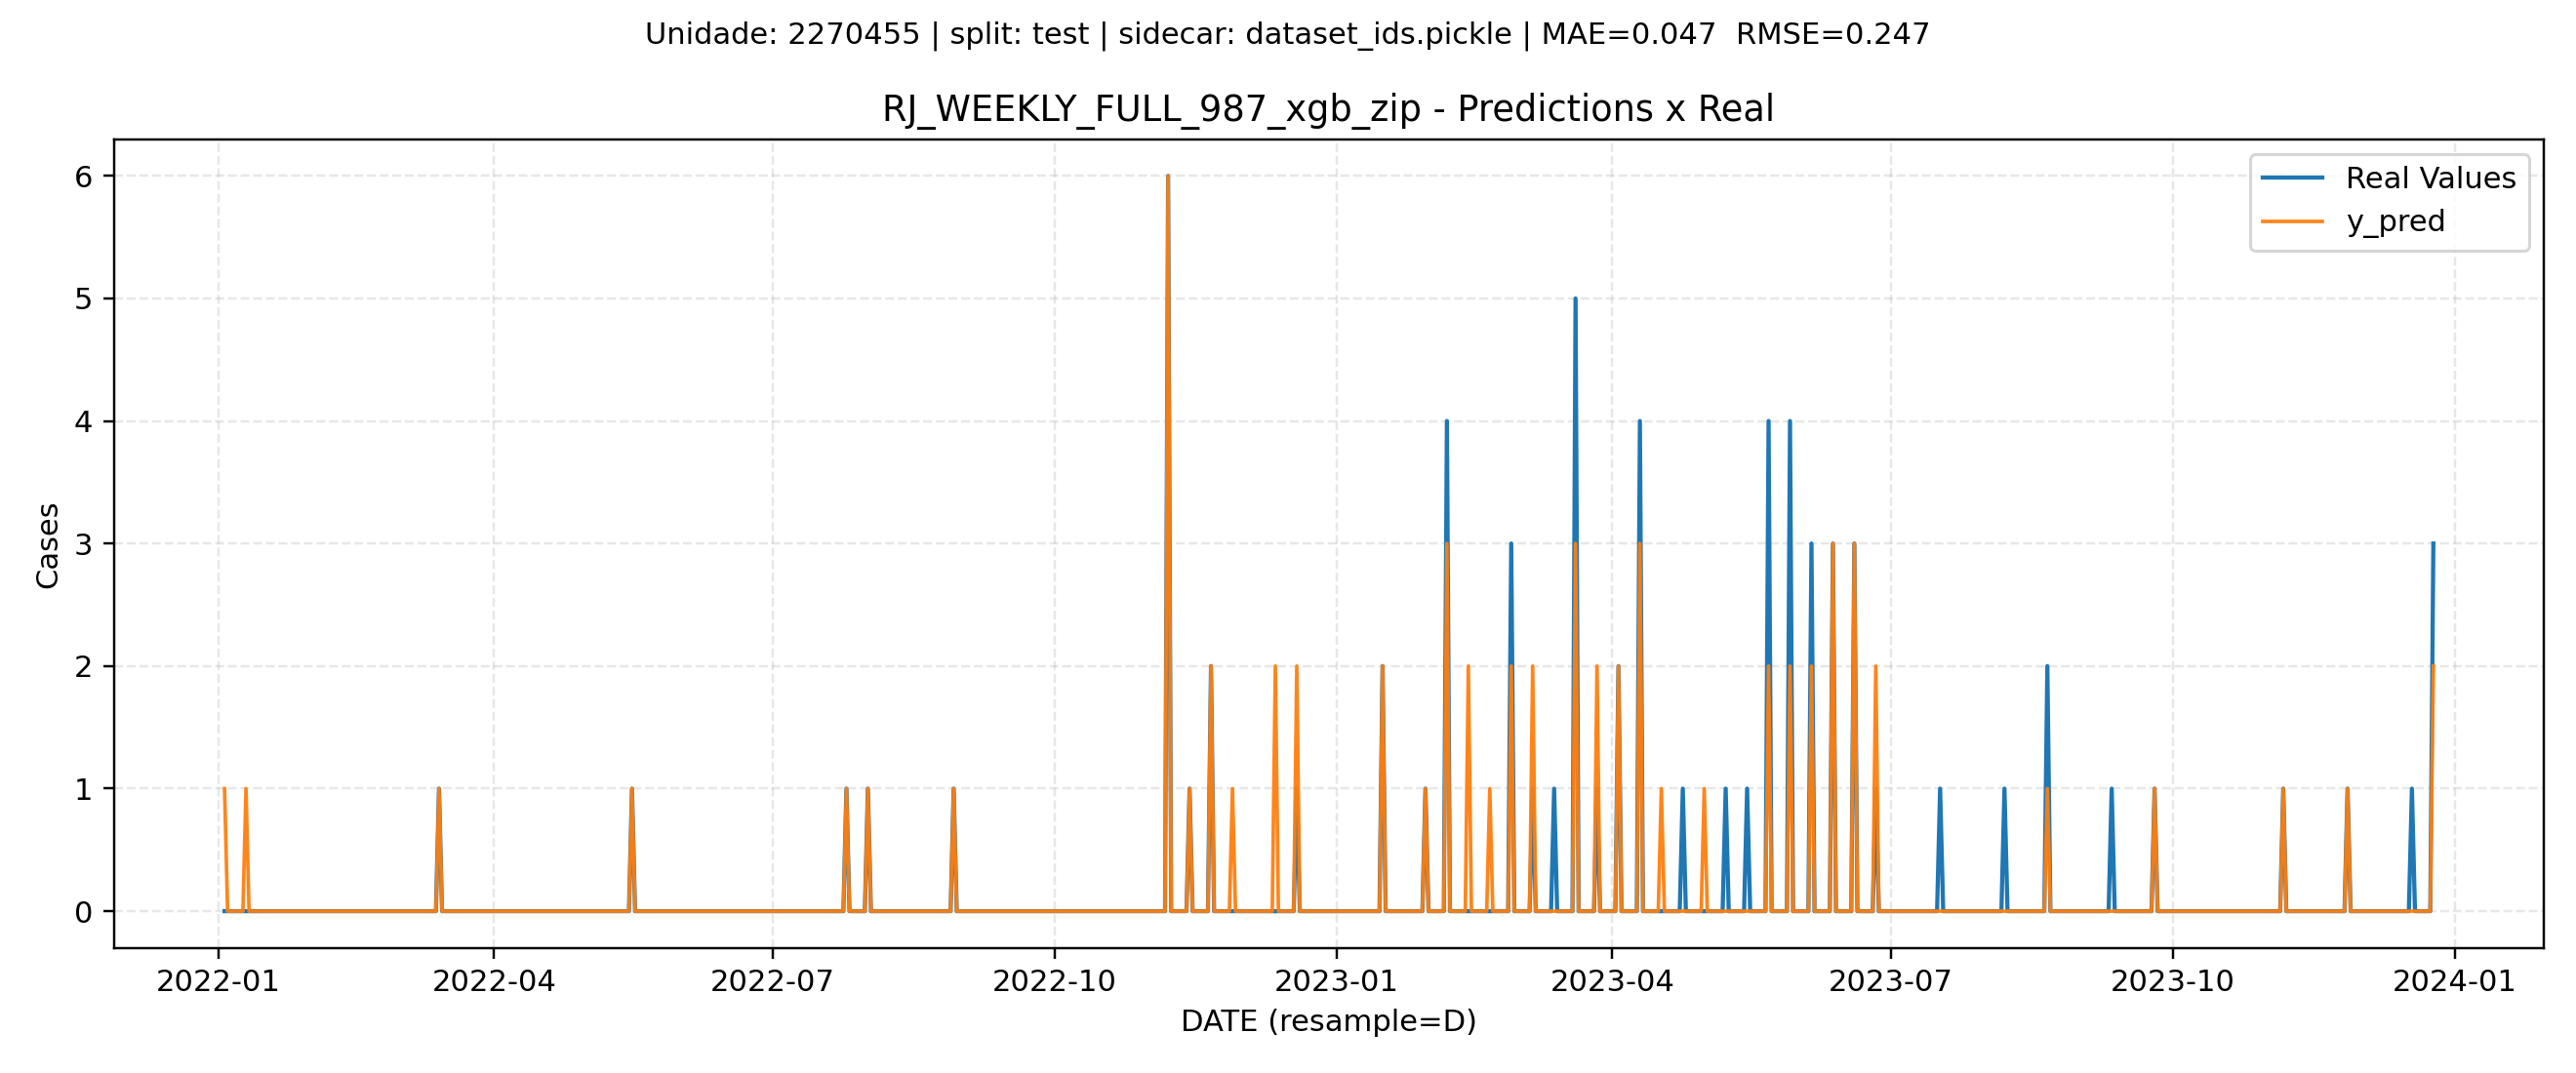 Unidade: 2270455 | split: test | sidecar: dataset_ids.pickle | MAE=0.047  RMSE=0.247
RJ_WEEKLY_FULL_987_xgb_zip - Predictions x Real
Real Values
y_pred
6
5
4
3
2
1
0
Cases
2022-01 2022-04 2022-07 2022-10 2023-01 2023-04 2023-07 2023-10 2024-01
DATE (resample=D)